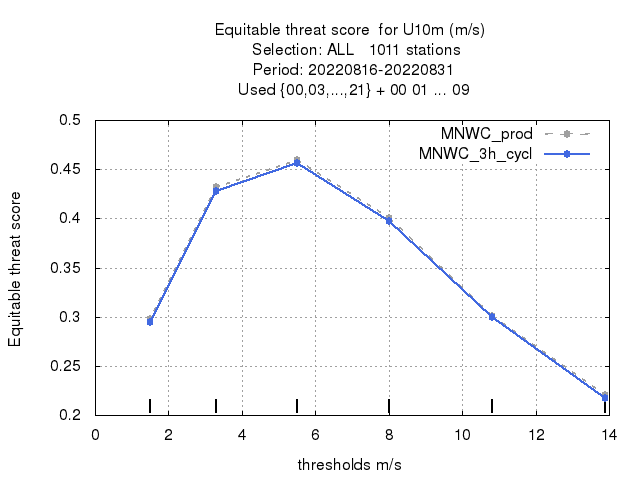 Equitable threat score  for U10m (m/s)
Selection: ALL   1011 stations
Period: 20220816-20220831
Used {00,03,...,21} + 00 01 ... 09
MNWC_prod
MNWC_3h_cycl
Equitable threat score
0.5
0.45
0.4
0.35
0.3
0.25
0.2
0 2 4 6 8 10 12 14
thresholds m/s